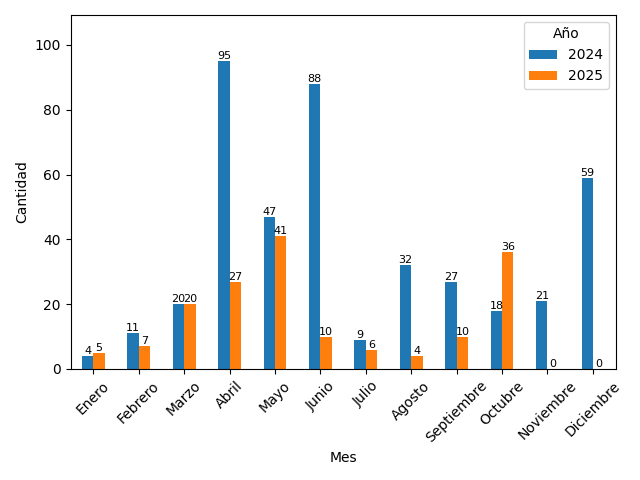 Año
2024
2025
Cantidad
100
80
60
40
20
0
4 5
11 7
20 20
95 27
47 41
88 10
9 6
32 4
27 10
18 36
21 0
59 0
Enero
Febrero
Marzo
Abril
Mayo
Junio
Julio
Agosto
Septiembre
Octubre
Noviembre
Diciembre
Mes